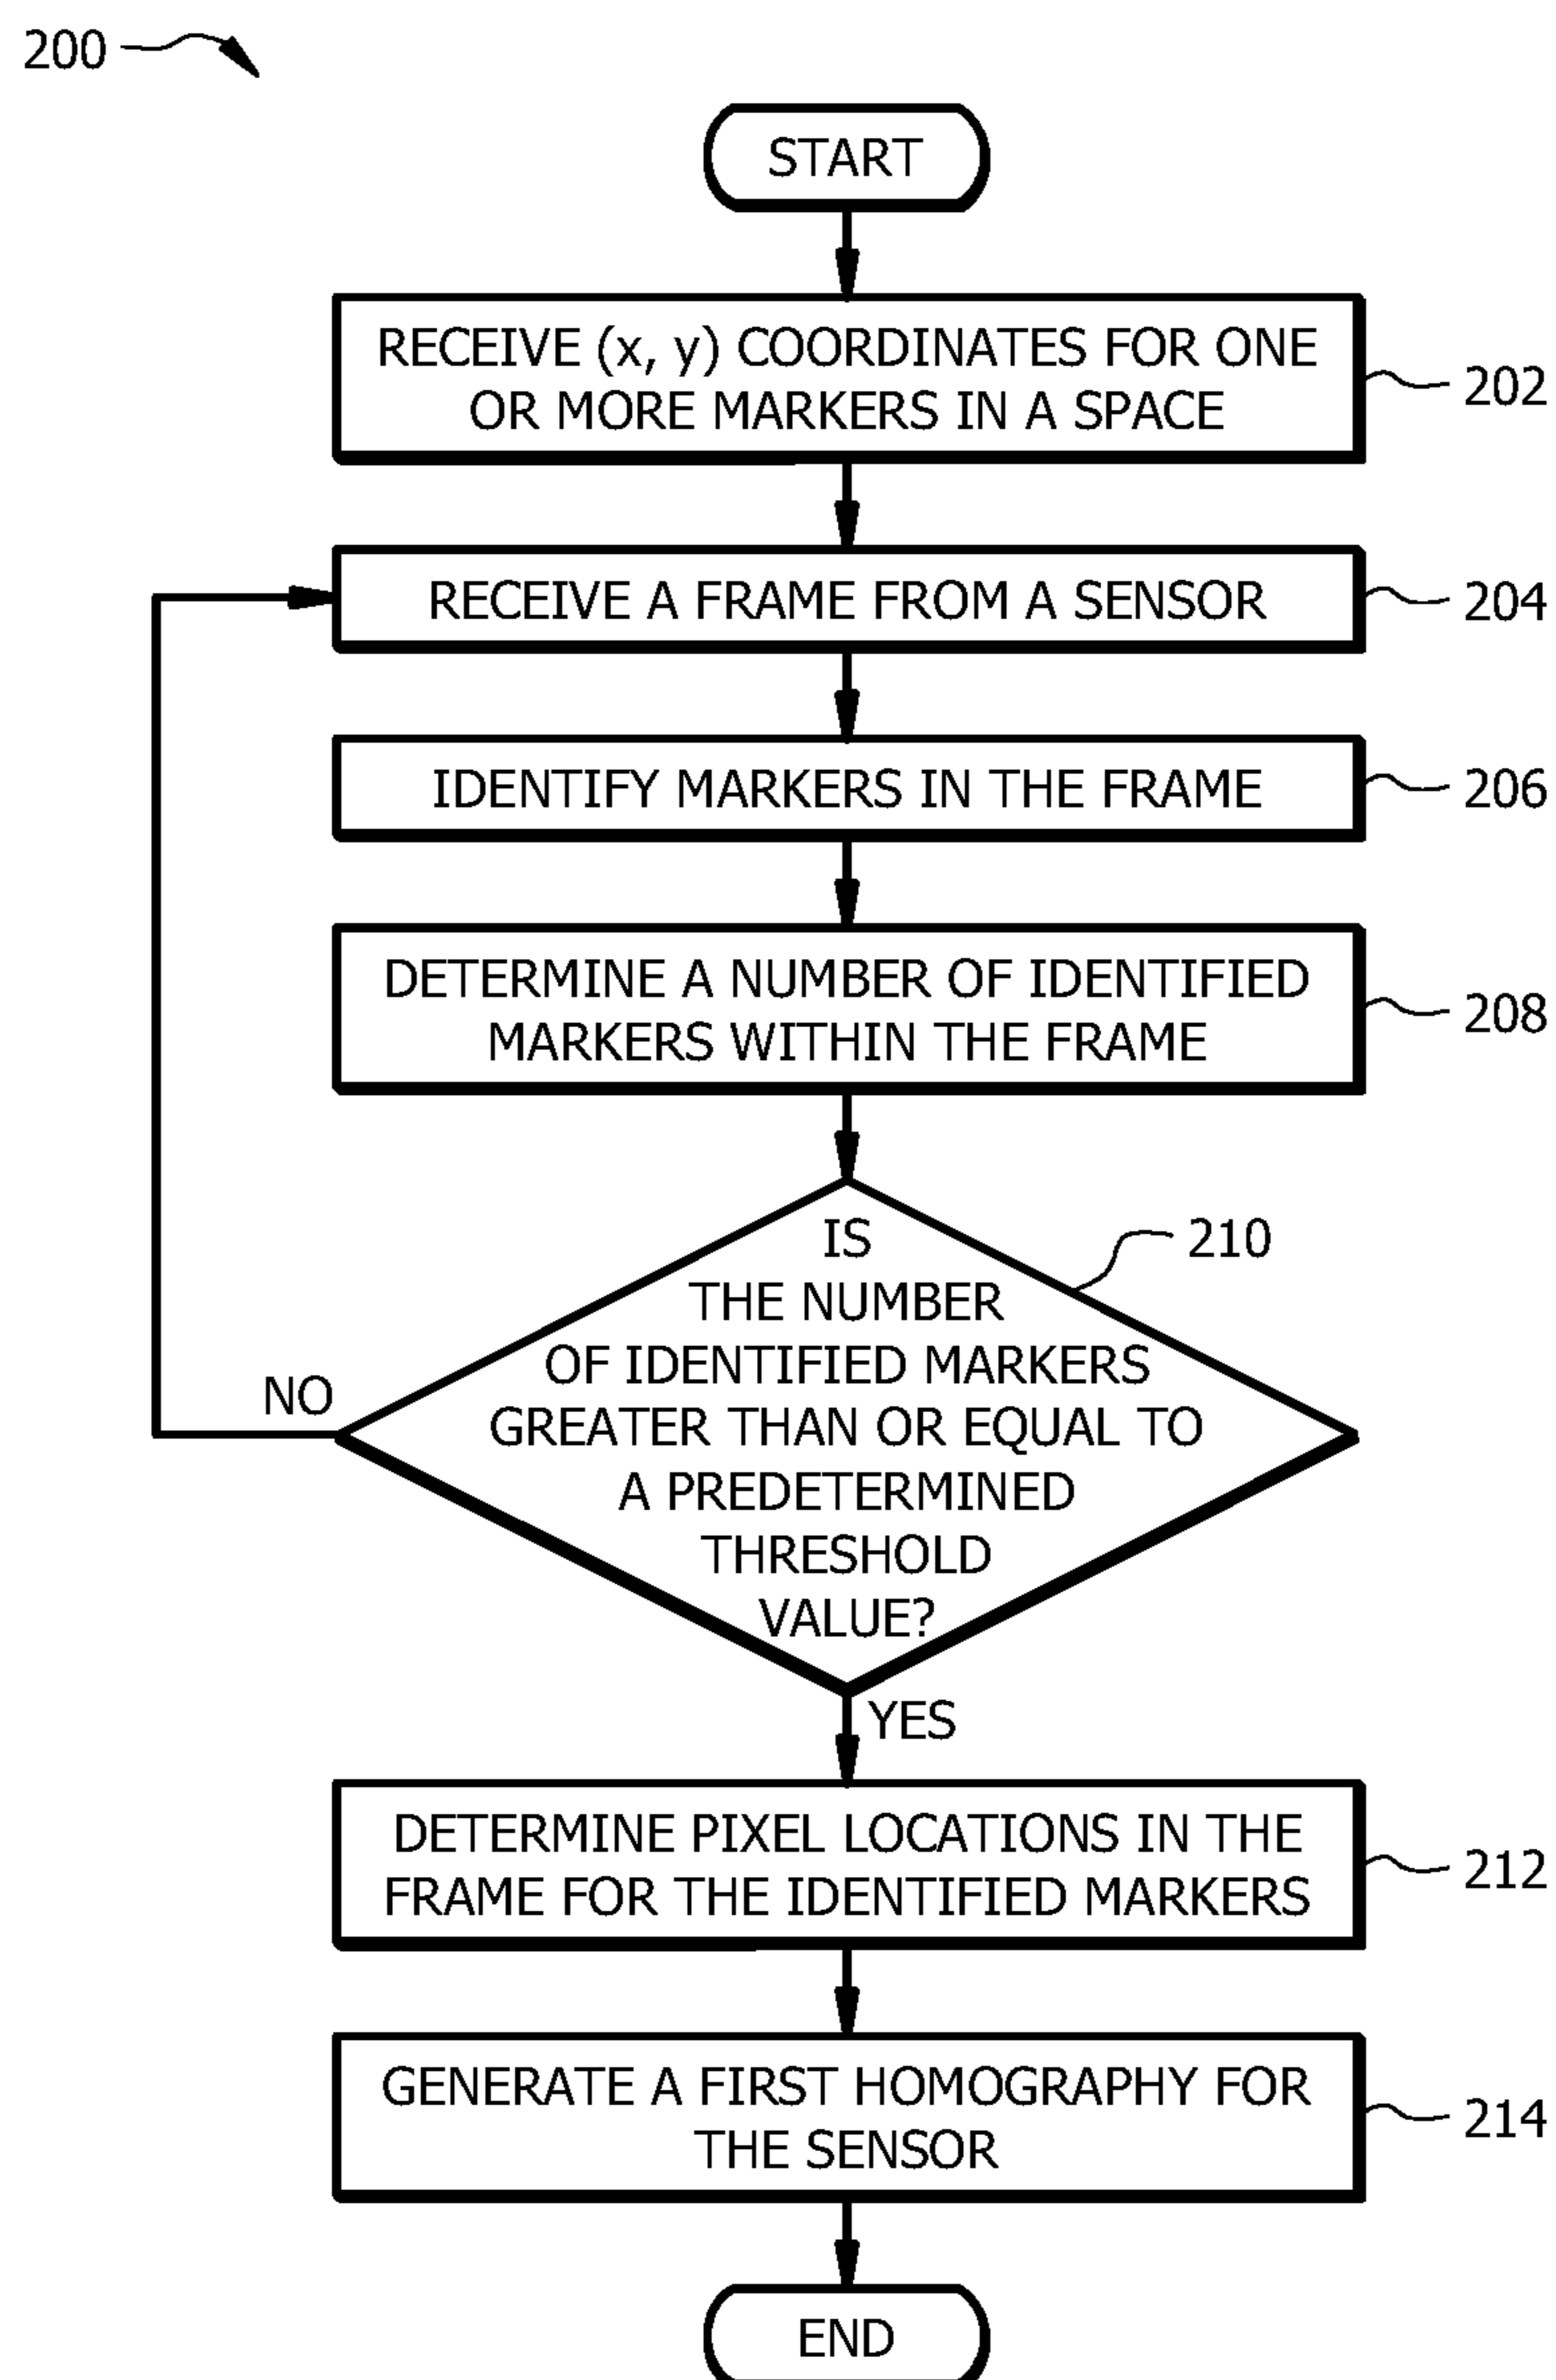 200
START
RECEIVE (x, y) COORDINATES FOR ONE
OR MORE MARKERS IN A SPACE
202
RECEIVE A FRAME FROM A SENSOR
204
IDENTIFY MARKERS IN THE FRAME
206
DETERMINE A NUMBER OF IDENTIFIED
MARKERS WITHIN THE FRAME
208
IS
THE NUMBER
OF IDENTIFIED MARKERS
GREATER THAN OR EQUAL TO
A PREDETERMINED
THRESHOLD
VALUE?
210
NO
YES
DETERMINE PIXEL LOCATIONS IN THE
FRAME FOR THE IDENTIFIED MARKERS
212
GENERATE A FIRST HOMOGRAPHY FOR
THE SENSOR
214
END